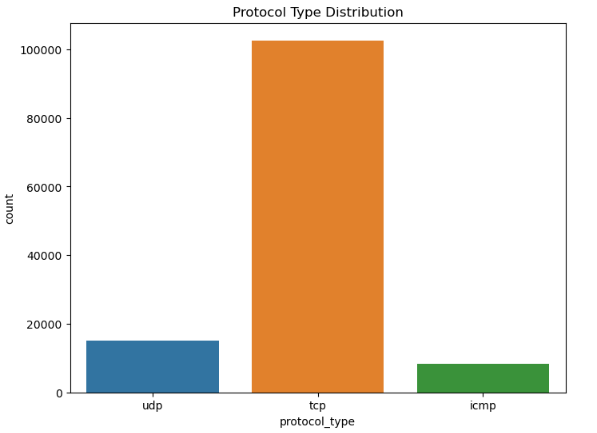 Protocol Type Distribution
100000
80000
60000
40000
20000
0
count
udp tcp icmp
protocol_type